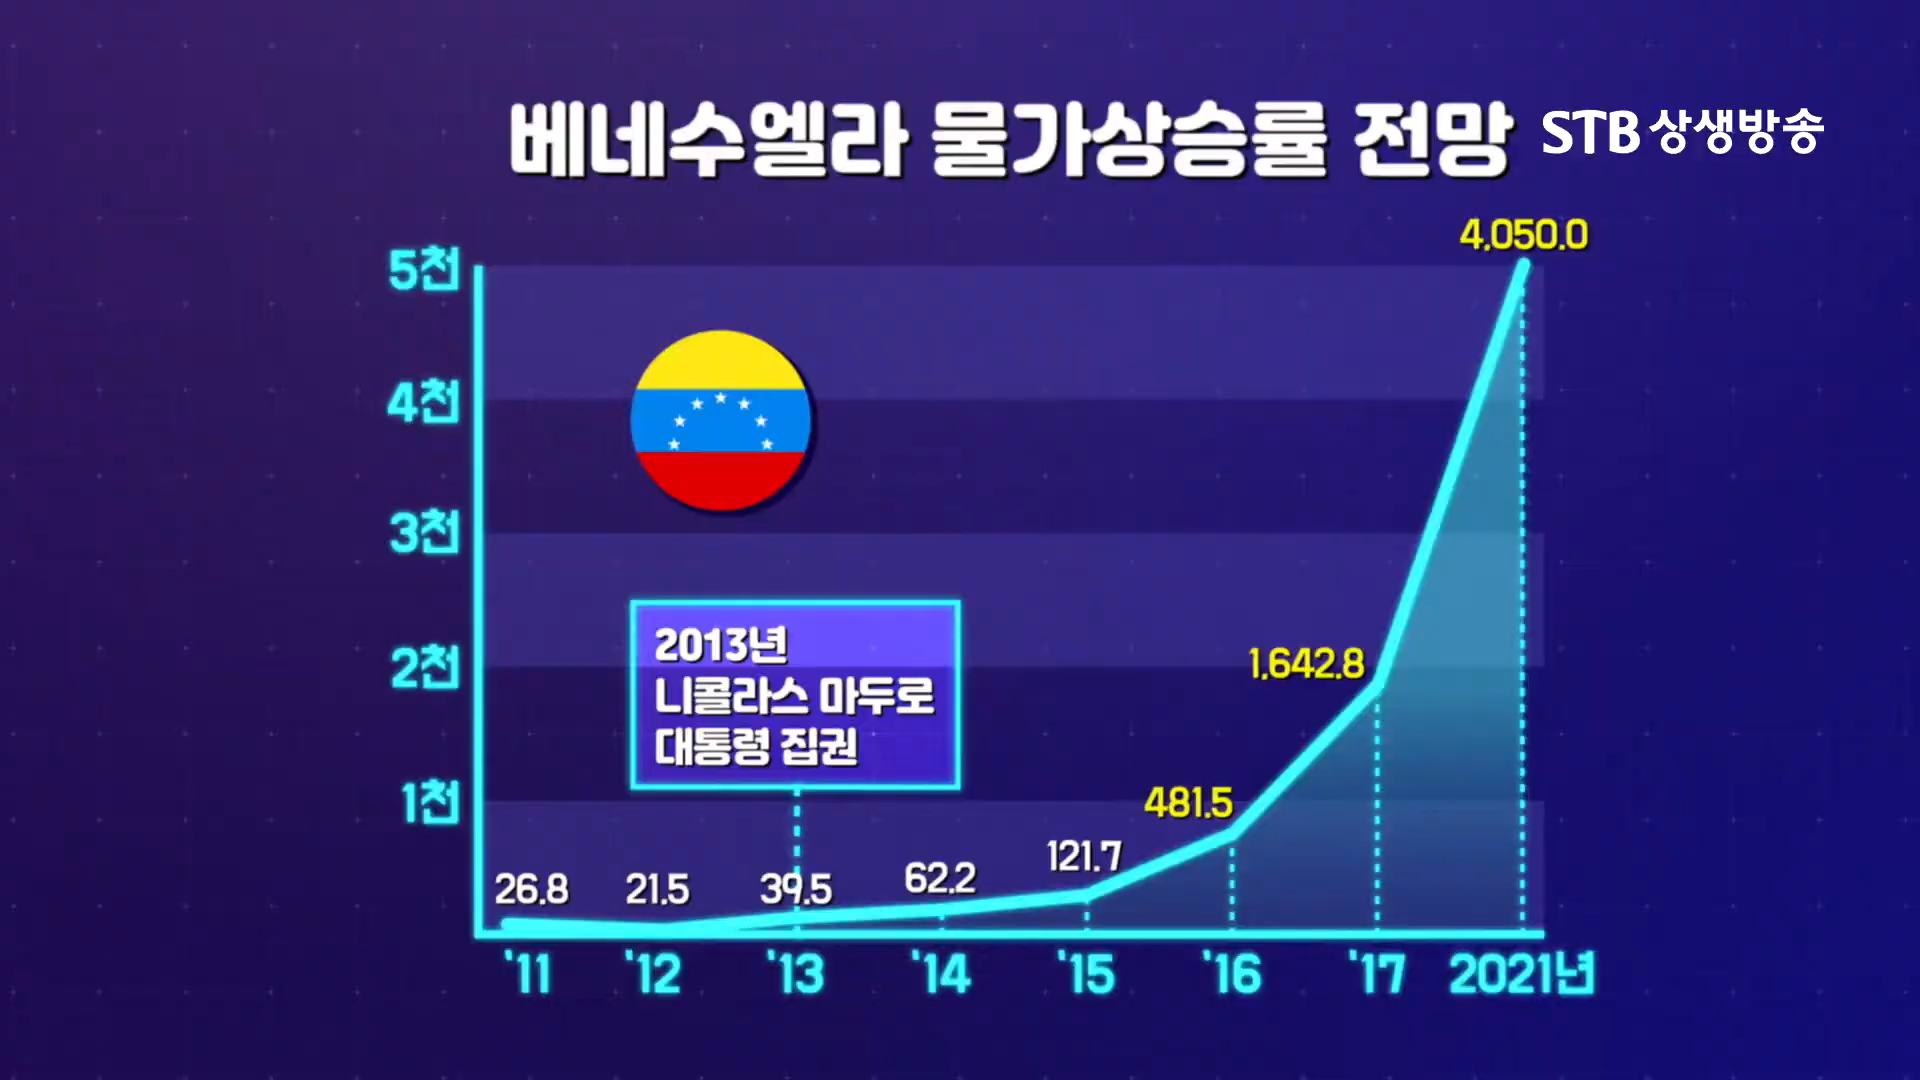 베네수엘라 물가상승률 전망
STB 상생방송
5천
4천
3천
2천
1천
4,050.0
1,642.8
481.5
121.7
62.2
39.5
21.5
26.8
2013년
니콜라스 마두로
대통령 집권
'11 '12 '13 '14 '15 '16 '17 2021년